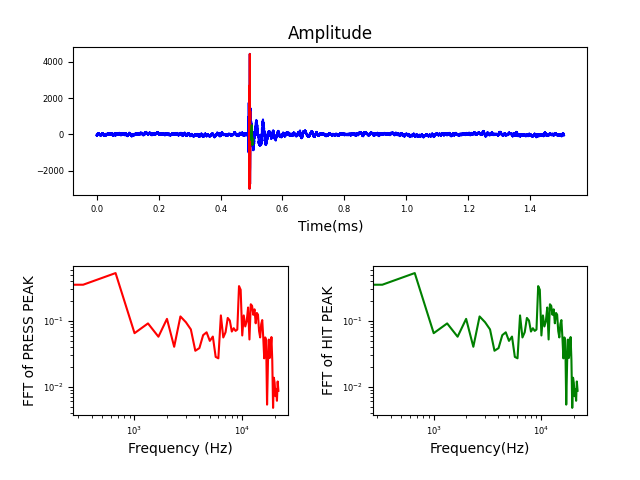 Amplitude
4000
2000
0
−2000
0.0 0.2 0.4 0.6 0.8 1.0 1.2 1.4
Time(ms)
FFT of PRESS PEAK
10⁻¹
10⁻²
10³ 10⁴
Frequency (Hz)
FFT of HIT PEAK
10⁻¹
10⁻²
10³ 10⁴
Frequency(Hz)